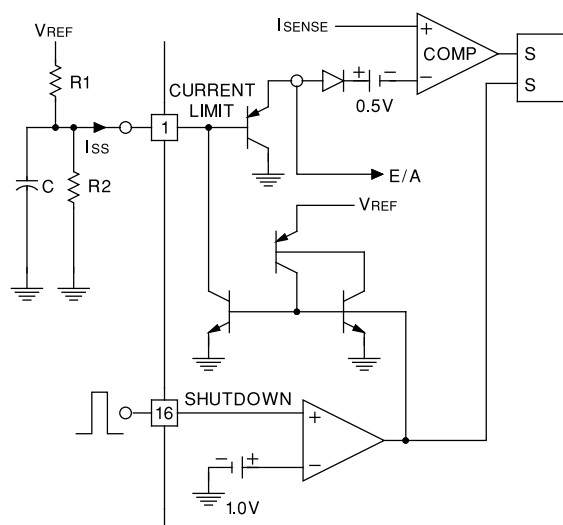 ISENSE
+
COMP
−
S
S
VREF
R1
CURRENT
LIMIT
+ −
0.5V
1
ISS
E/A
C
R2
VREF
SHUTDOWN
16
+
−
− +
1.0V